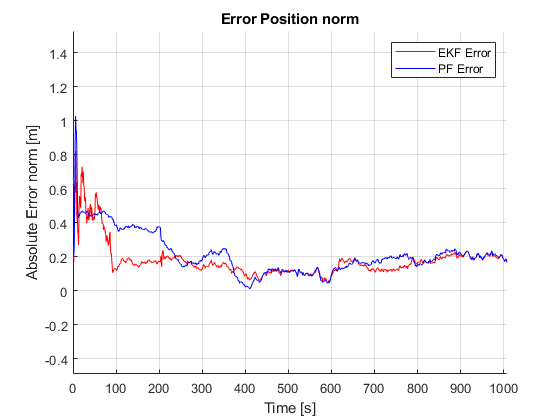 Error Position norm
EKF Error
PF Error
Absolute Error norm [m]
1.4
1.2
1
0.8
0.6
0.4
0.2
0
-0.2
-0.4
0 100 200 300 400 500 600 700 800 900 1000
Time [s]